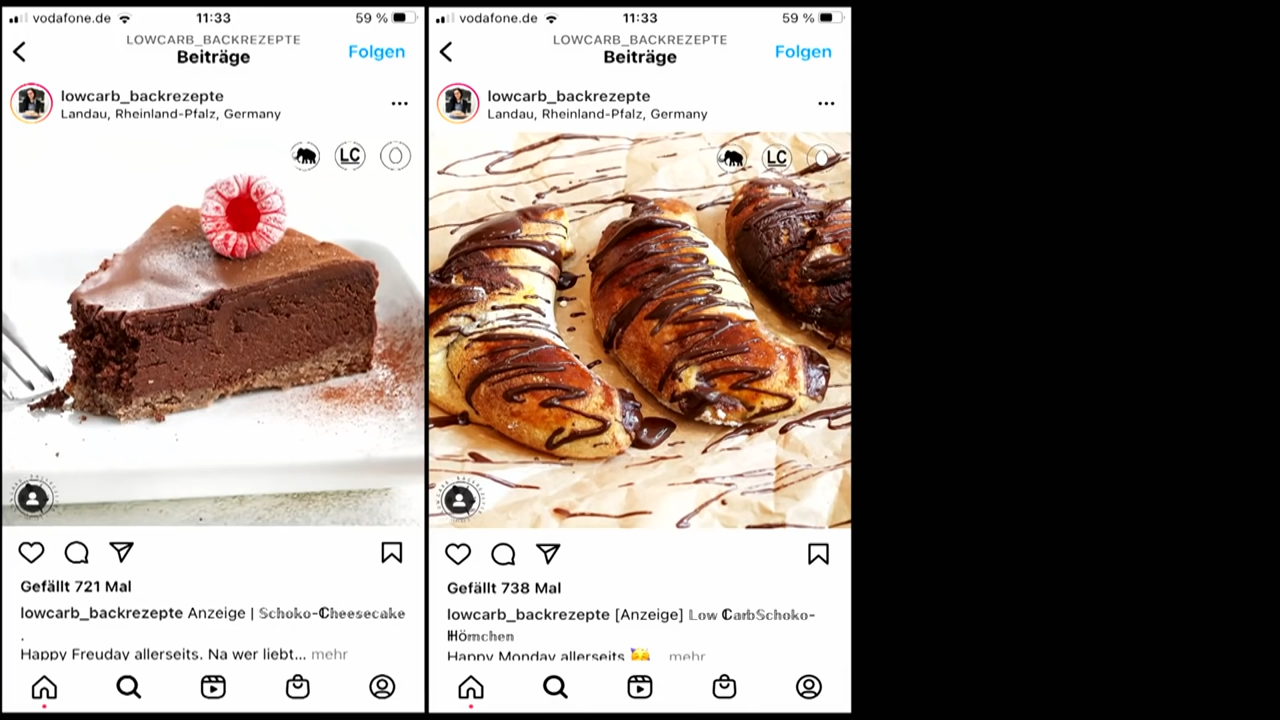 vodafone.de 11:33 59 %
LOWCARB_BACKREZEPTE
Beiträge
Folgen
lowcarb_backrezepte
Landau, Rheinland-Pfalz, Germany
LC
Gefällt 721 Mal
lowcarb_backrezepte Anzeige | 𝕊choko-ℂheesecake
.
Happy Freuday allerseits. Na wer liebt... mehr
vodafone.de 11:33 59 %
LOWCARB_BACKREZEPTE
Beiträge
Folgen
lowcarb_backrezepte
Landau, Rheinland-Pfalz, Germany
LC
Gefällt 738 Mal
lowcarb_backrezepte [Anzeige] 𝕃ow ℂarb𝕊choko-
ℍörnchen
Happy Monday allerseits 🥳 mehr